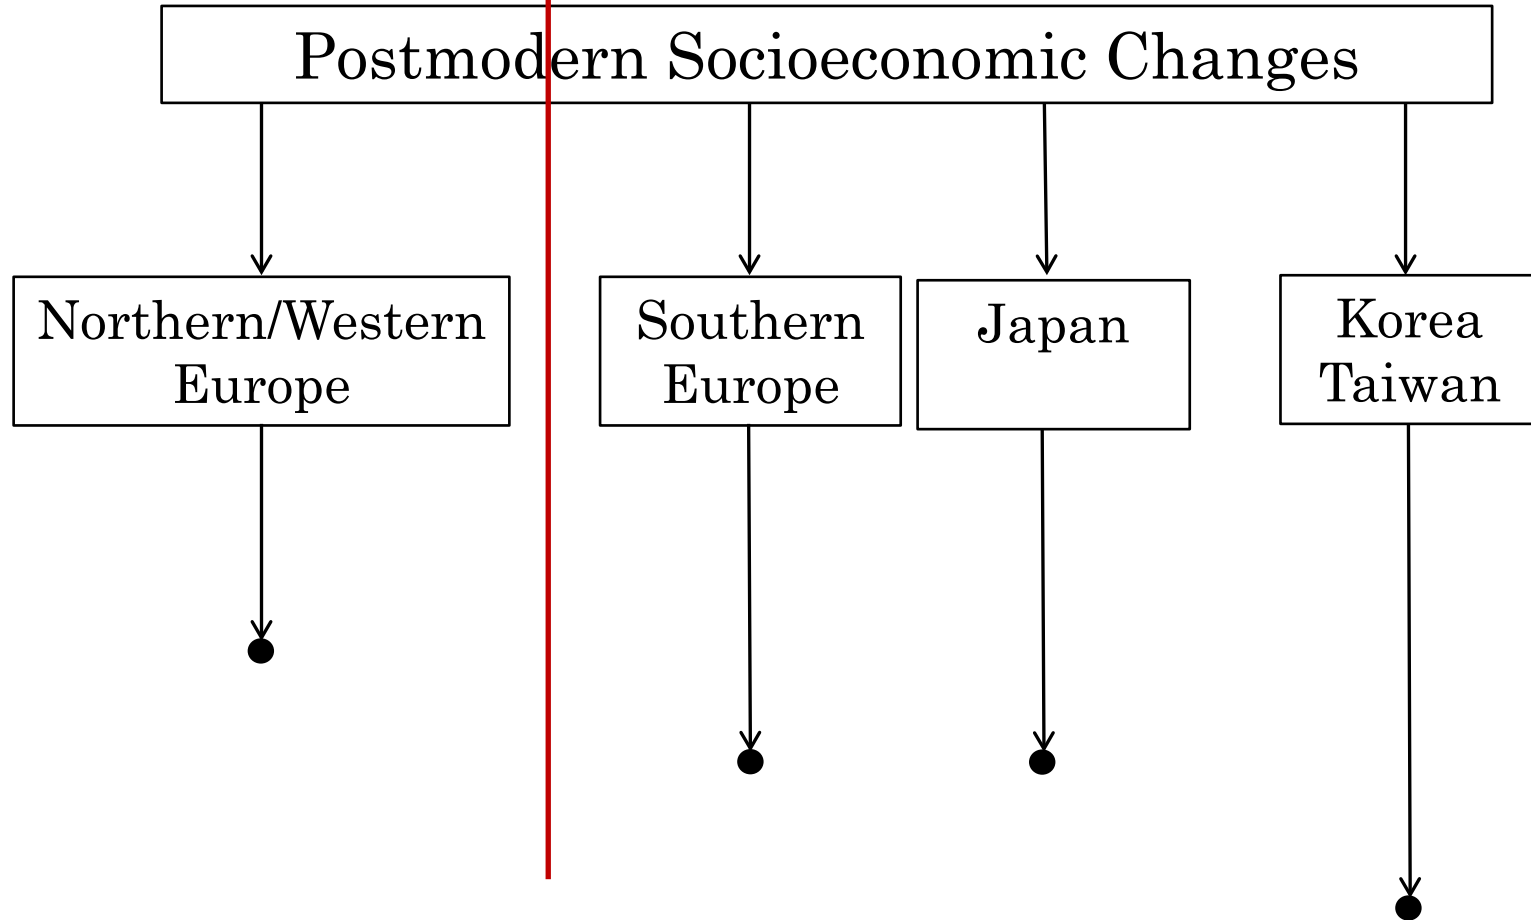 Postmodern Socioeconomic Changes
Northern/Western
Europe
Southern
Europe
Japan
Korea
Taiwan